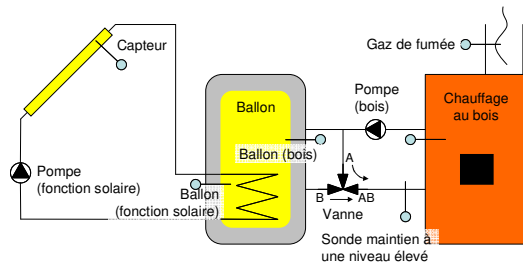 Capteur
Gaz de fumée
Pompe
(bois)
Chauffage
au bois
Ballon
Ballon (bois)
A
Pompe
(fonction solaire)
Ballon
(fonction solaire)
B
AB
Vanne
Sonde maintien à
une niveau élevé